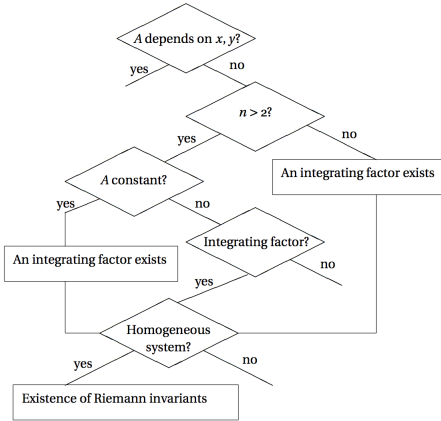 A depends on x, y?
yes
no
n > 2?
yes
no
A constant?
An integrating factor exists
yes
no
Integrating factor?
An integrating factor exists
no
yes
Homogeneous
system?
yes
no
Existence of Riemann invariants